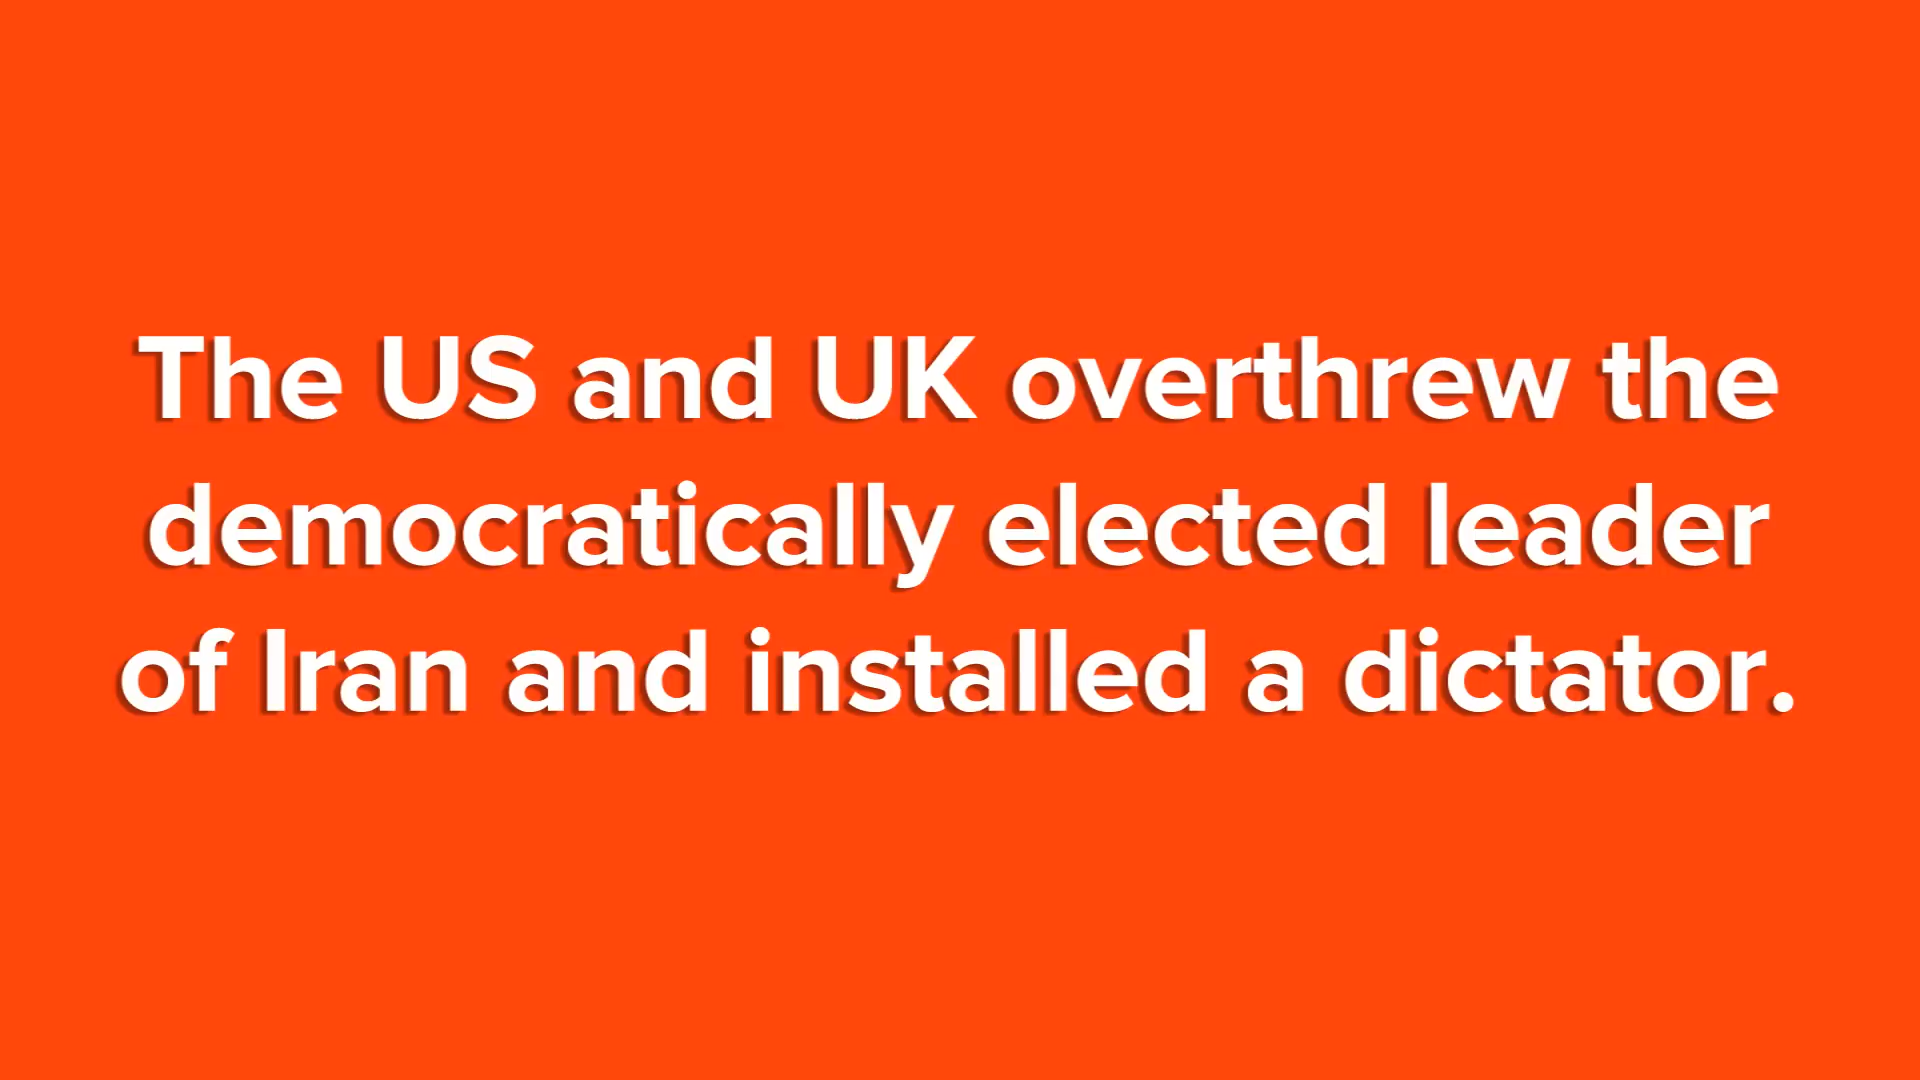 The US and UK overthrew the
democratically elected leader
of Iran and installed a dictator.